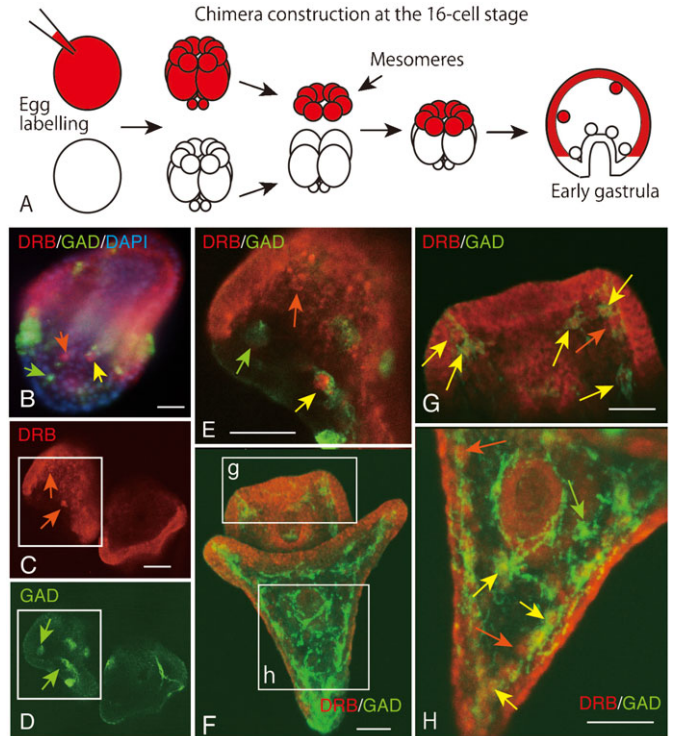 Chimera construction at the 16-cell stage
Mesomeres
Egg
labelling
Early gastrula
A
DRB/GAD/DAPI
B
DRB/GAD
E
DRB/GAD
G
DRB
C
GAD
D
g
h
DRB/GAD
F
DRB/GAD
H